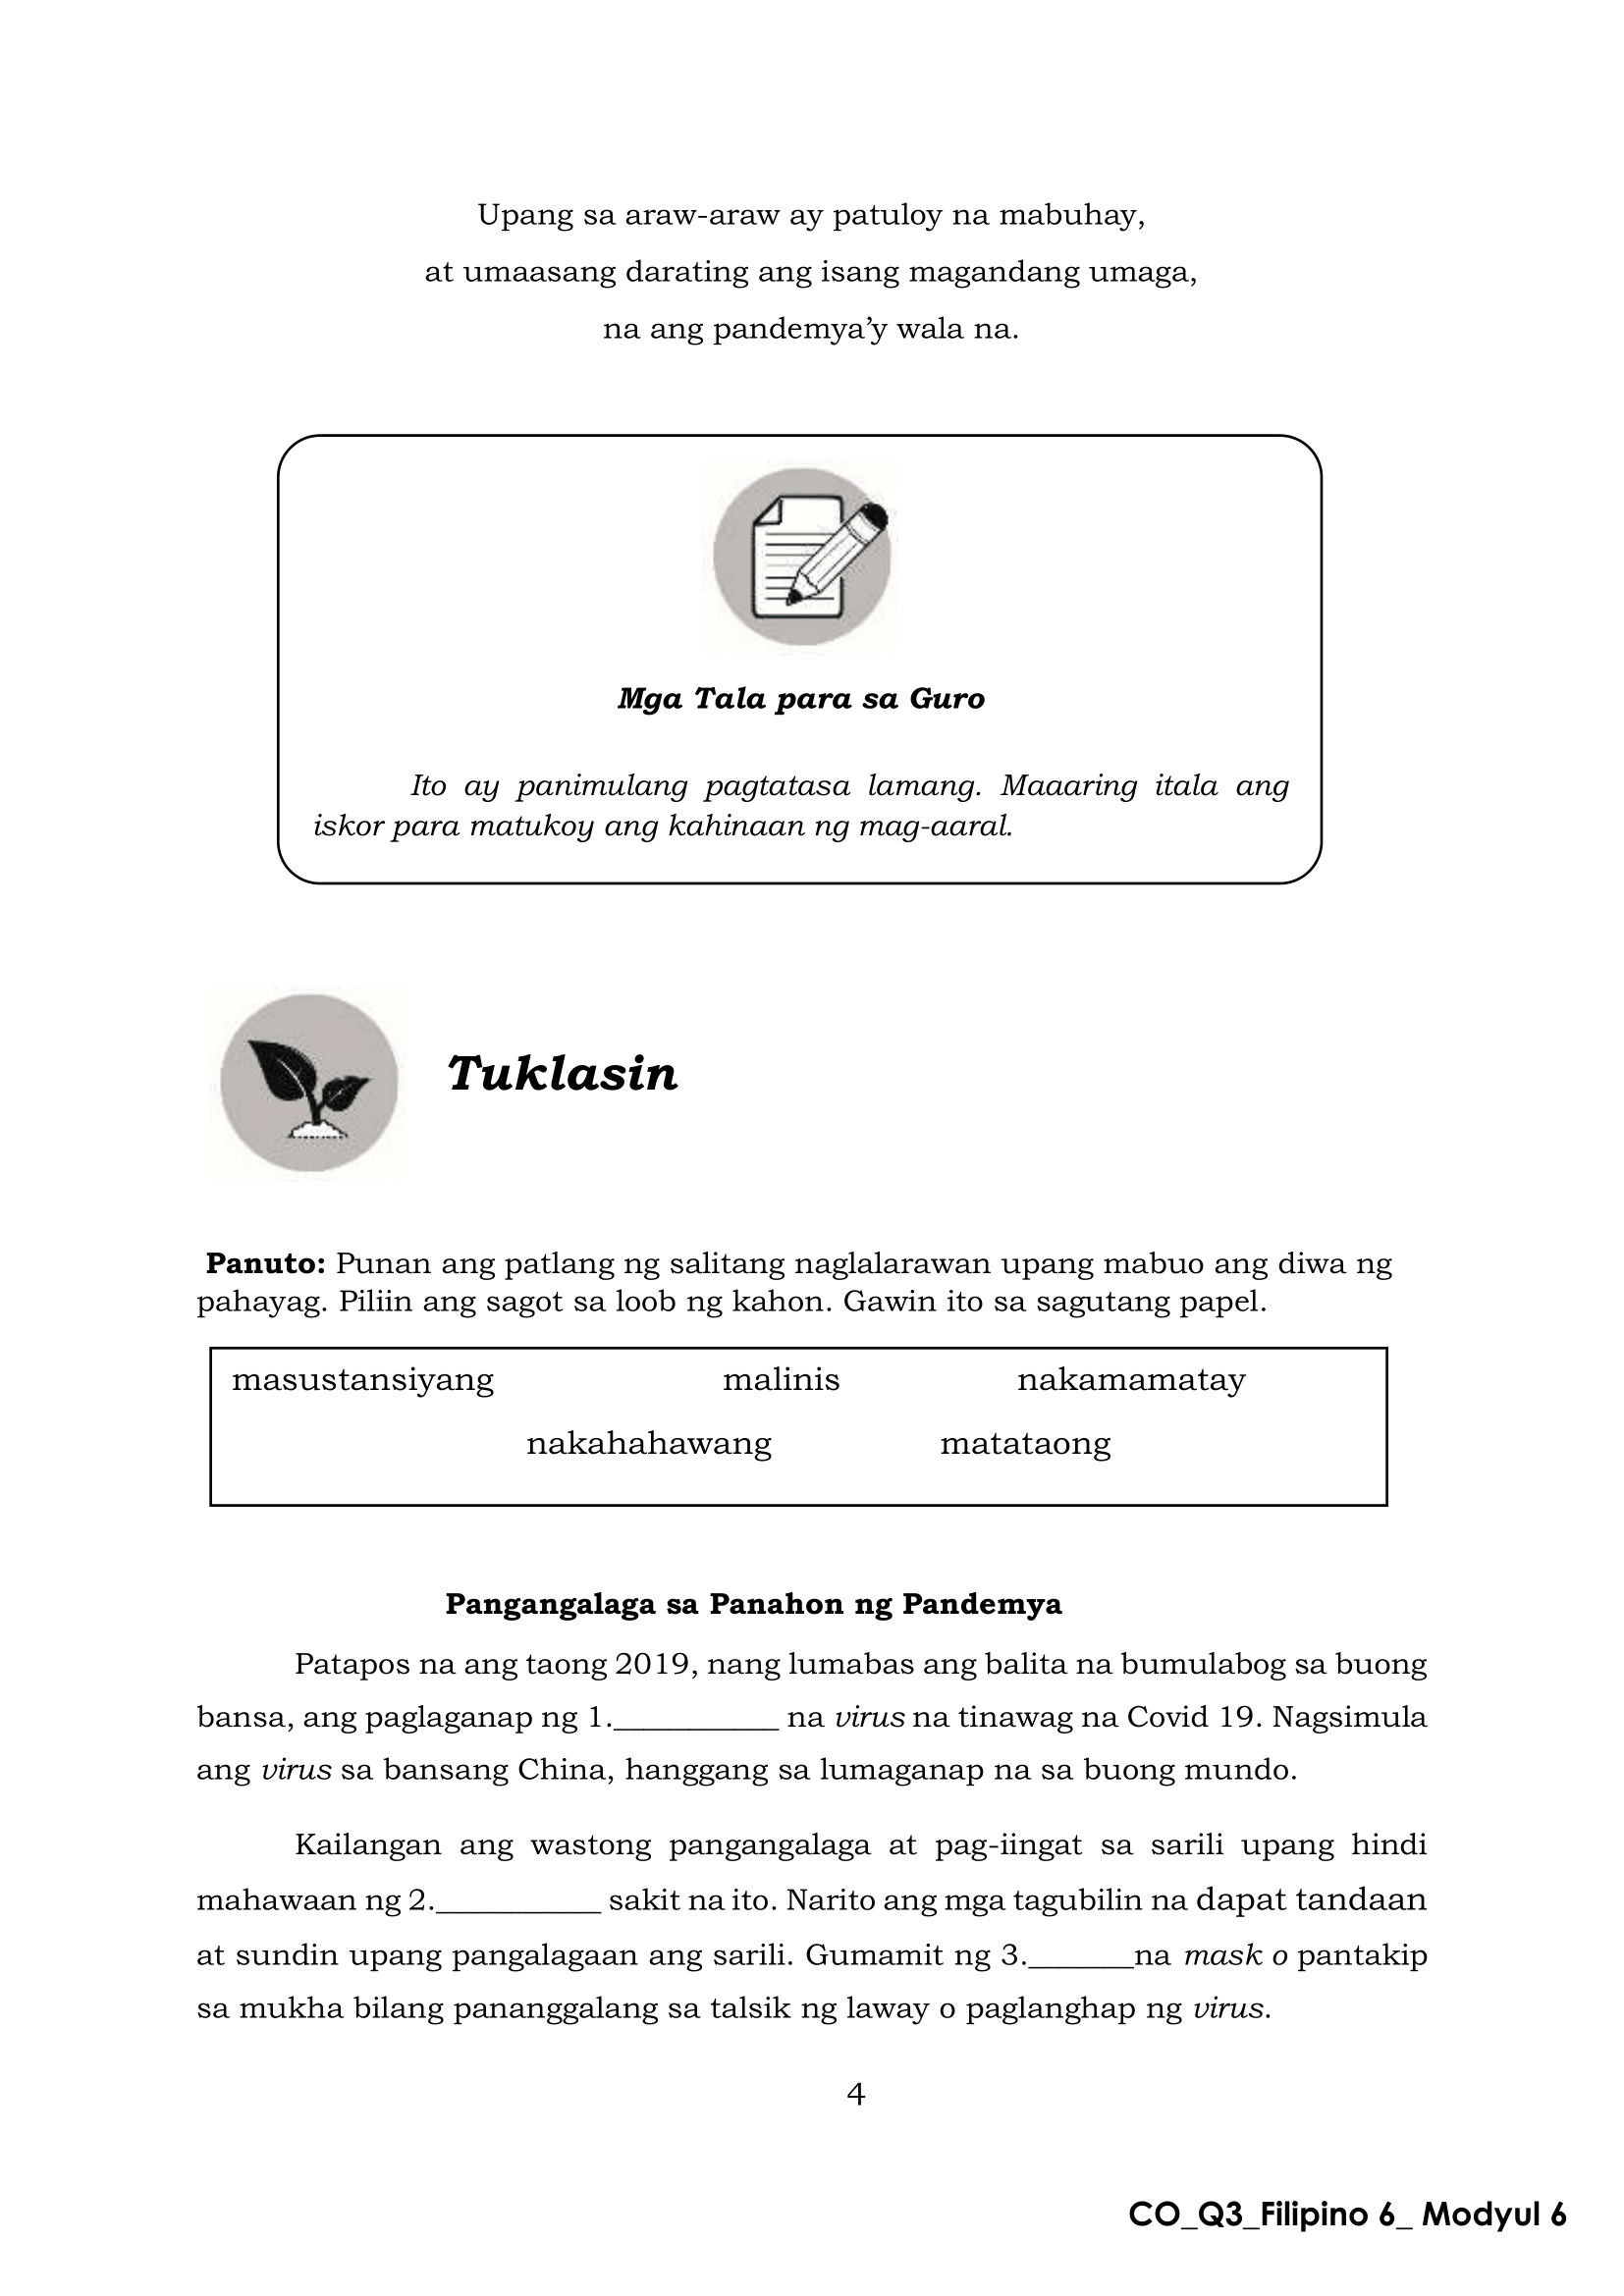 Upang sa araw-araw ay patuloy na mabuhay,
at umaasang darating ang isang magandang umaga,
na ang pandemya’y wala na.
Mga Tala para sa Guro
Ito ay panimulang pagtatasa lamang. Maaaring itala ang
iskor para matukoy ang kahinaan ng mag-aaral.
Tuklasin
Panuto: Punan ang patlang ng salitang naglalarawan upang mabuo ang diwa ng
pahayag. Piliin ang sagot sa loob ng kahon. Gawin ito sa sagutang papel.
masustansiyang malinis nakamamatay
nakahahawang matataong
Pangangalaga sa Panahon ng Pandemya
Patapos na ang taong 2019, nang lumabas ang balita na bumulabog sa buong
bansa, ang paglaganap ng 1.___________ na virus na tinawag na Covid 19. Nagsimula
ang virus sa bansang China, hanggang sa lumaganap na sa buong mundo.
Kailangan ang wastong pangangalaga at pag-iingat sa sarili upang hindi
mahawaan ng 2.___________ sakit na ito. Narito ang mga tagubilin na dapat tandaan
at sundin upang pangalagaan ang sarili. Gumamit ng 3._______na mask o pantakip
sa mukha bilang pananggalang sa talsik ng laway o paglanghap ng virus.
4
CO_Q3_Filipino 6_ Modyul 6